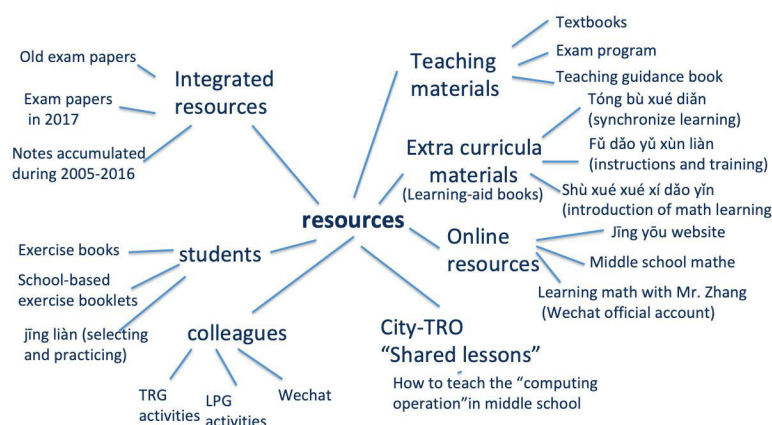 Textbooks
Old exam papers
Integrated
resources
Teaching
materials
Exam program
Teaching guidance book
Exam papers
in 2017
Tóng bù xué diǎn
(synchronize learning)
Notes accumulated
during 2005-2016
Extra curricula
materials
(Learning-aid books)
Fǔ dǎo yǔ xùn liàn
(instructions and training)
Shù xué xué xí dǎo yǐn
(introduction of math learning
resources
Online
resources
Jīng yōu website
Middle school mathe
Learning math with Mr. Zhang
(Wechat official account)
Exercise books
students
School-based
exercise booklets
jīng liàn (selecting
and practicing)
colleagues
City-TRO
“Shared lessons”
How to teach the “computing
operation”in middle school
TRG
activities
LPG
activities
Wechat